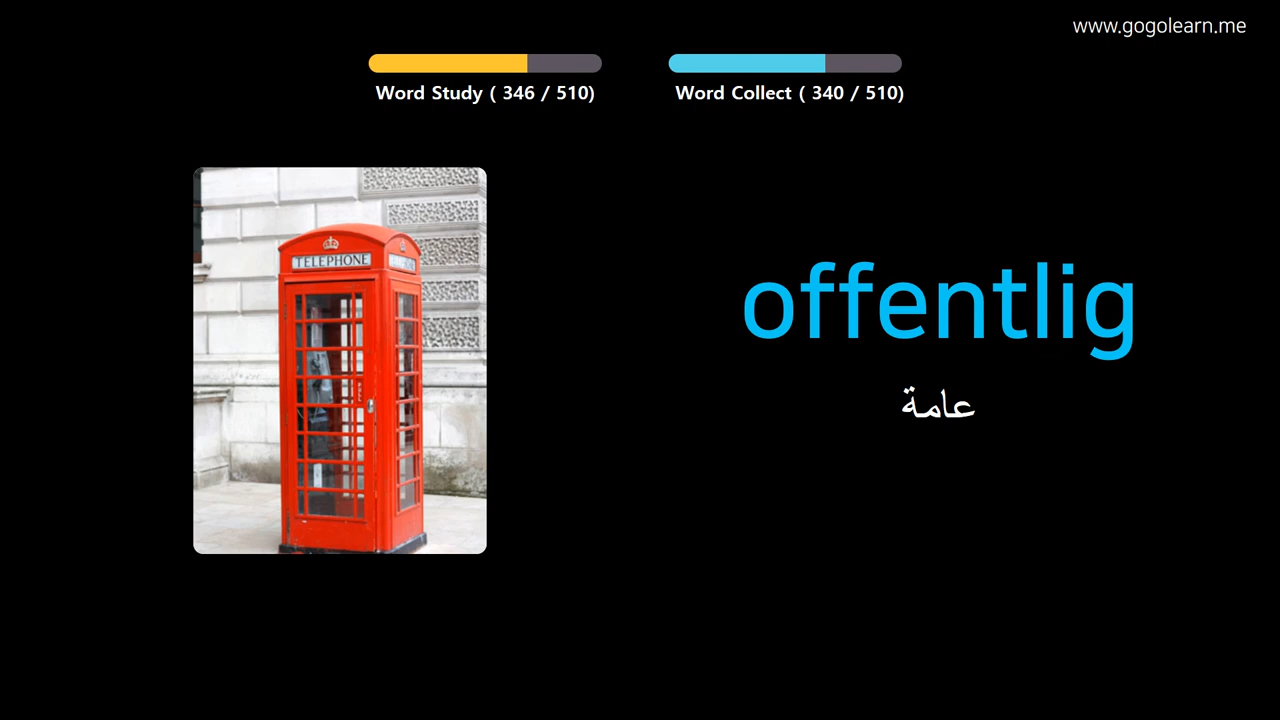 www.gogolearn.me
Word Study ( 346 / 510)
Word Collect ( 340 / 510)
TELEPHONE
offentlig
عامة